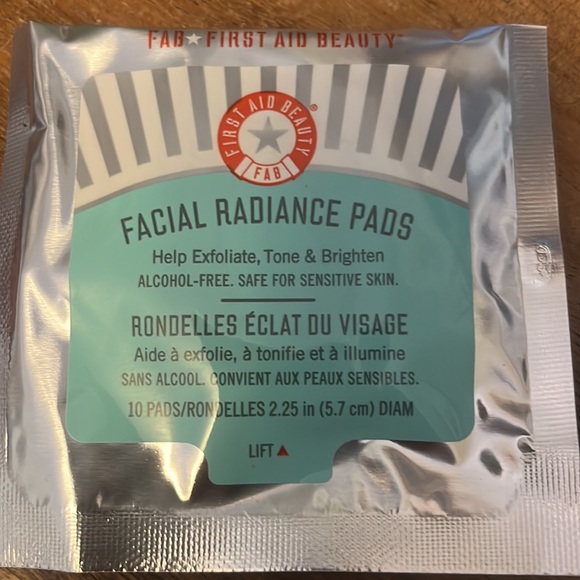 FAB★FIRST AID BEAUTY
FIRST AID BEAUTY®
FAB
FACIAL RADIANCE PADS
Help Exfoliate, Tone & Brighten
ALCOHOL-FREE. SAFE FOR SENSITIVE SKIN.
RONDELLES ÉCLAT DU VISAGE
Aide à exfolie, à tonifie et à illumine
SANS ALCOOL. CONVIENT AUX PEAUX SENSIBLES.
10 PADS/RONDELLES 2.25 in (5.7 cm) DIAM
LIFT▲